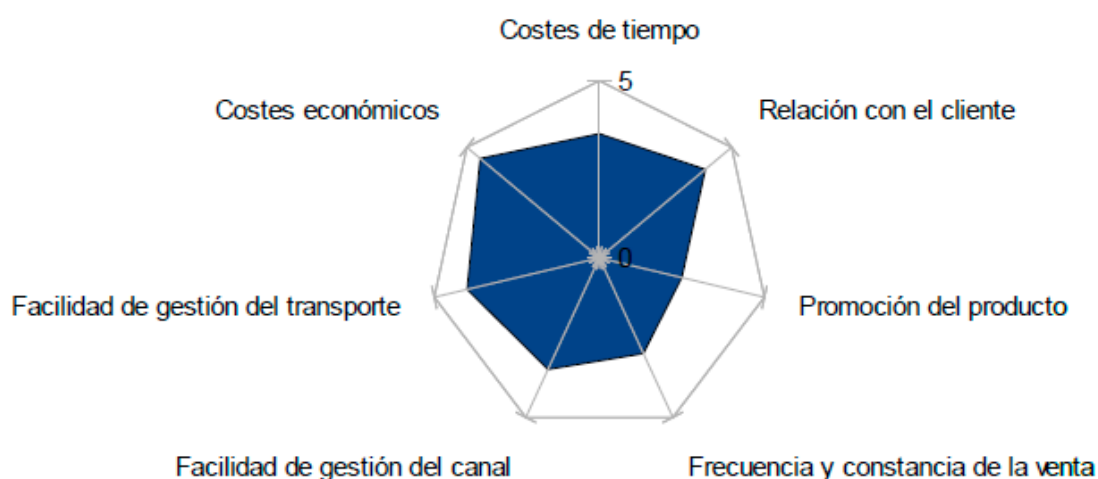 Costes de tiempo
5
Costes económicos
Relación con el cliente
0
Facilidad de gestión del transporte
Promoción del producto
Facilidad de gestión del canal
Frecuencia y constancia de la venta